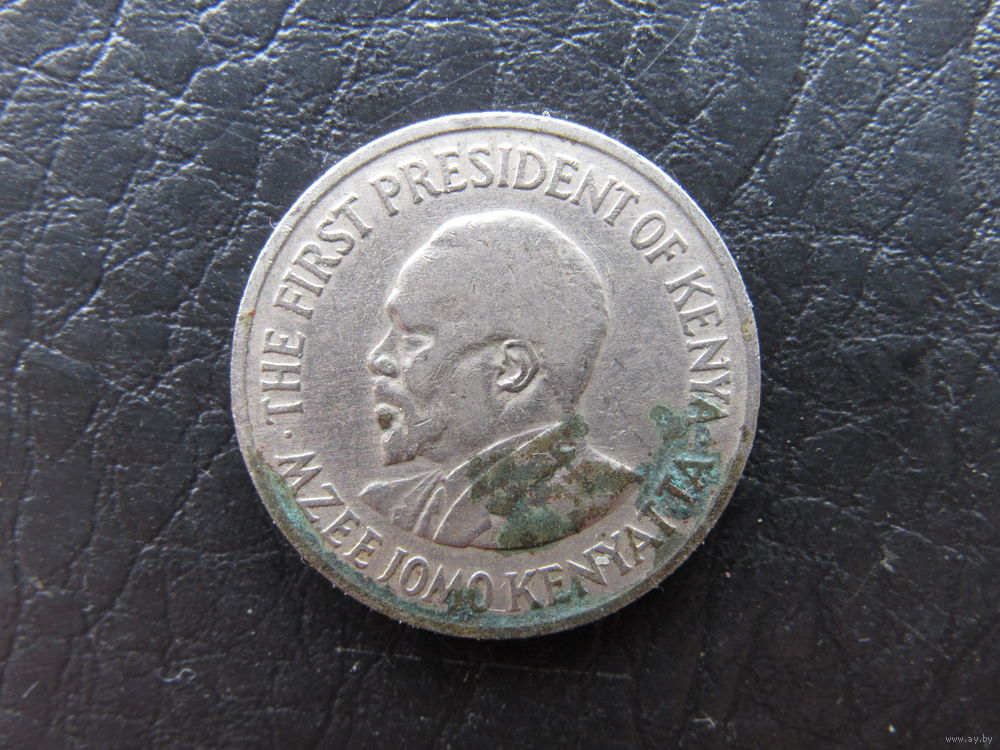 · THE FIRST PRESIDENT OF KENYA ·
MZEE JOMO KENYATTA
www.ay.by